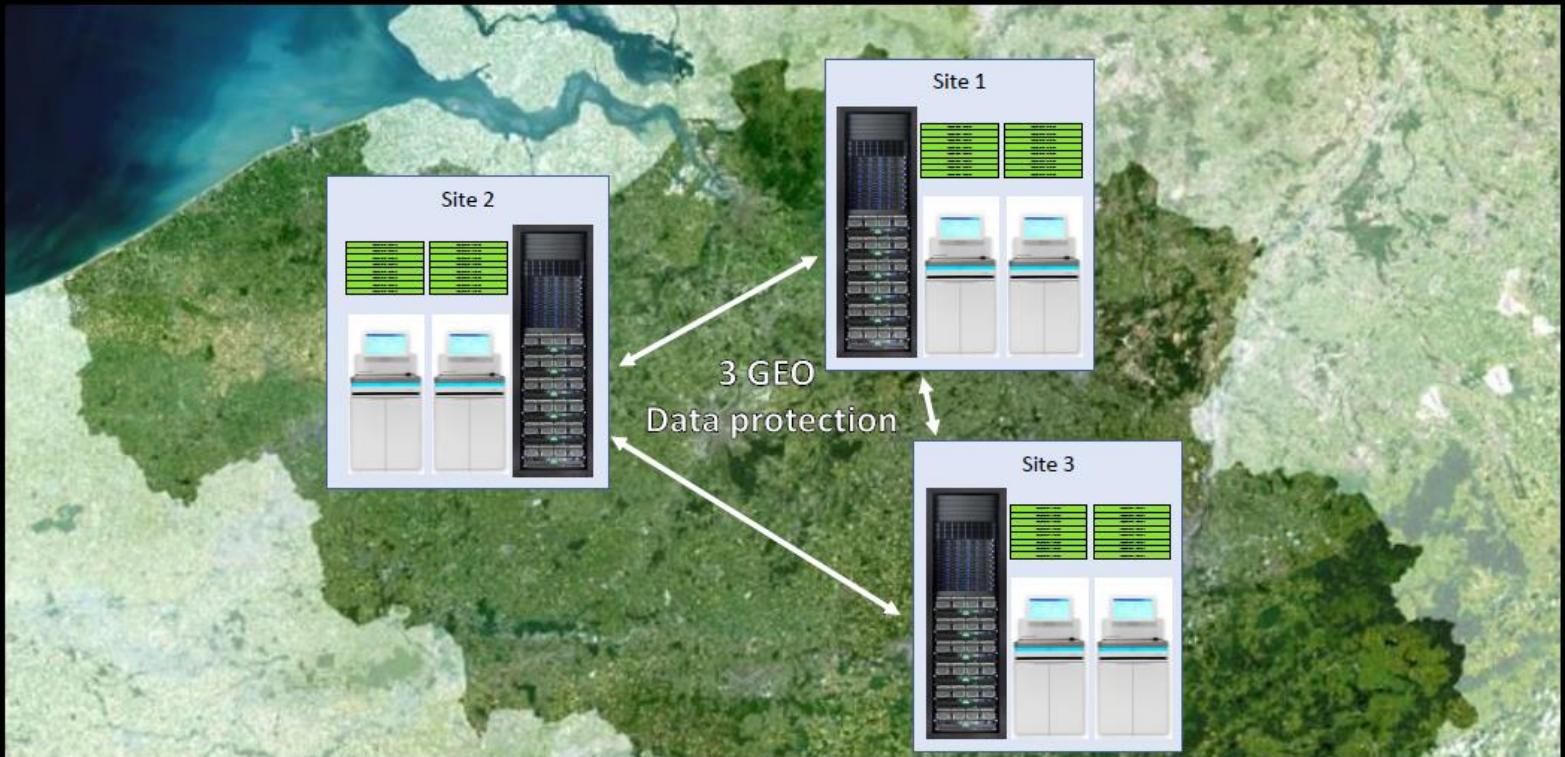 Site 1
Site 2
3 GEO
Data protection
Site 3